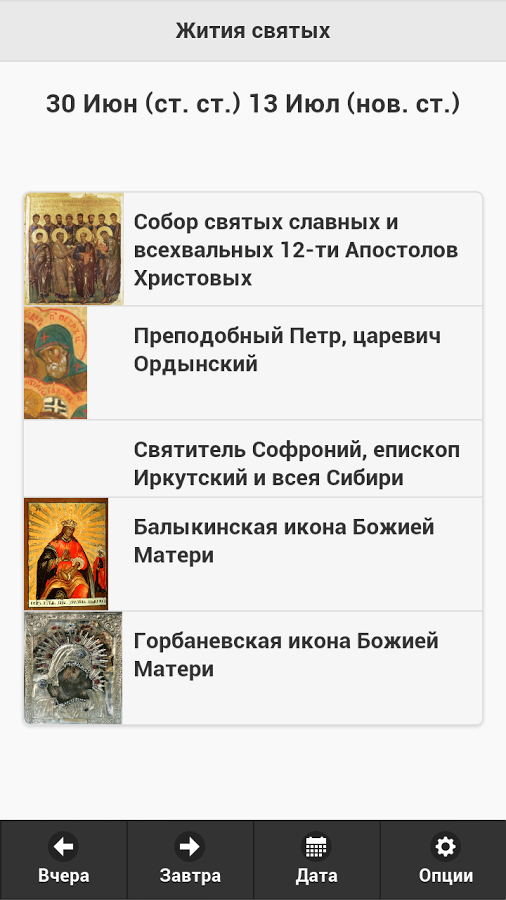 Жития святых
30 Июн (ст. ст.) 13 Июл (нов. ст.)
Собор святых славных и
всехвальных 12-ти Апостолов
Христовых
Преподобный Петр, царевич
Ордынский
Святитель Софроний, епископ
Иркутский и всея Сибири
Балыкинская икона Божией
Матери
Горбаневская икона Божией
Матери
Вчера
Завтра
Дата
Опции